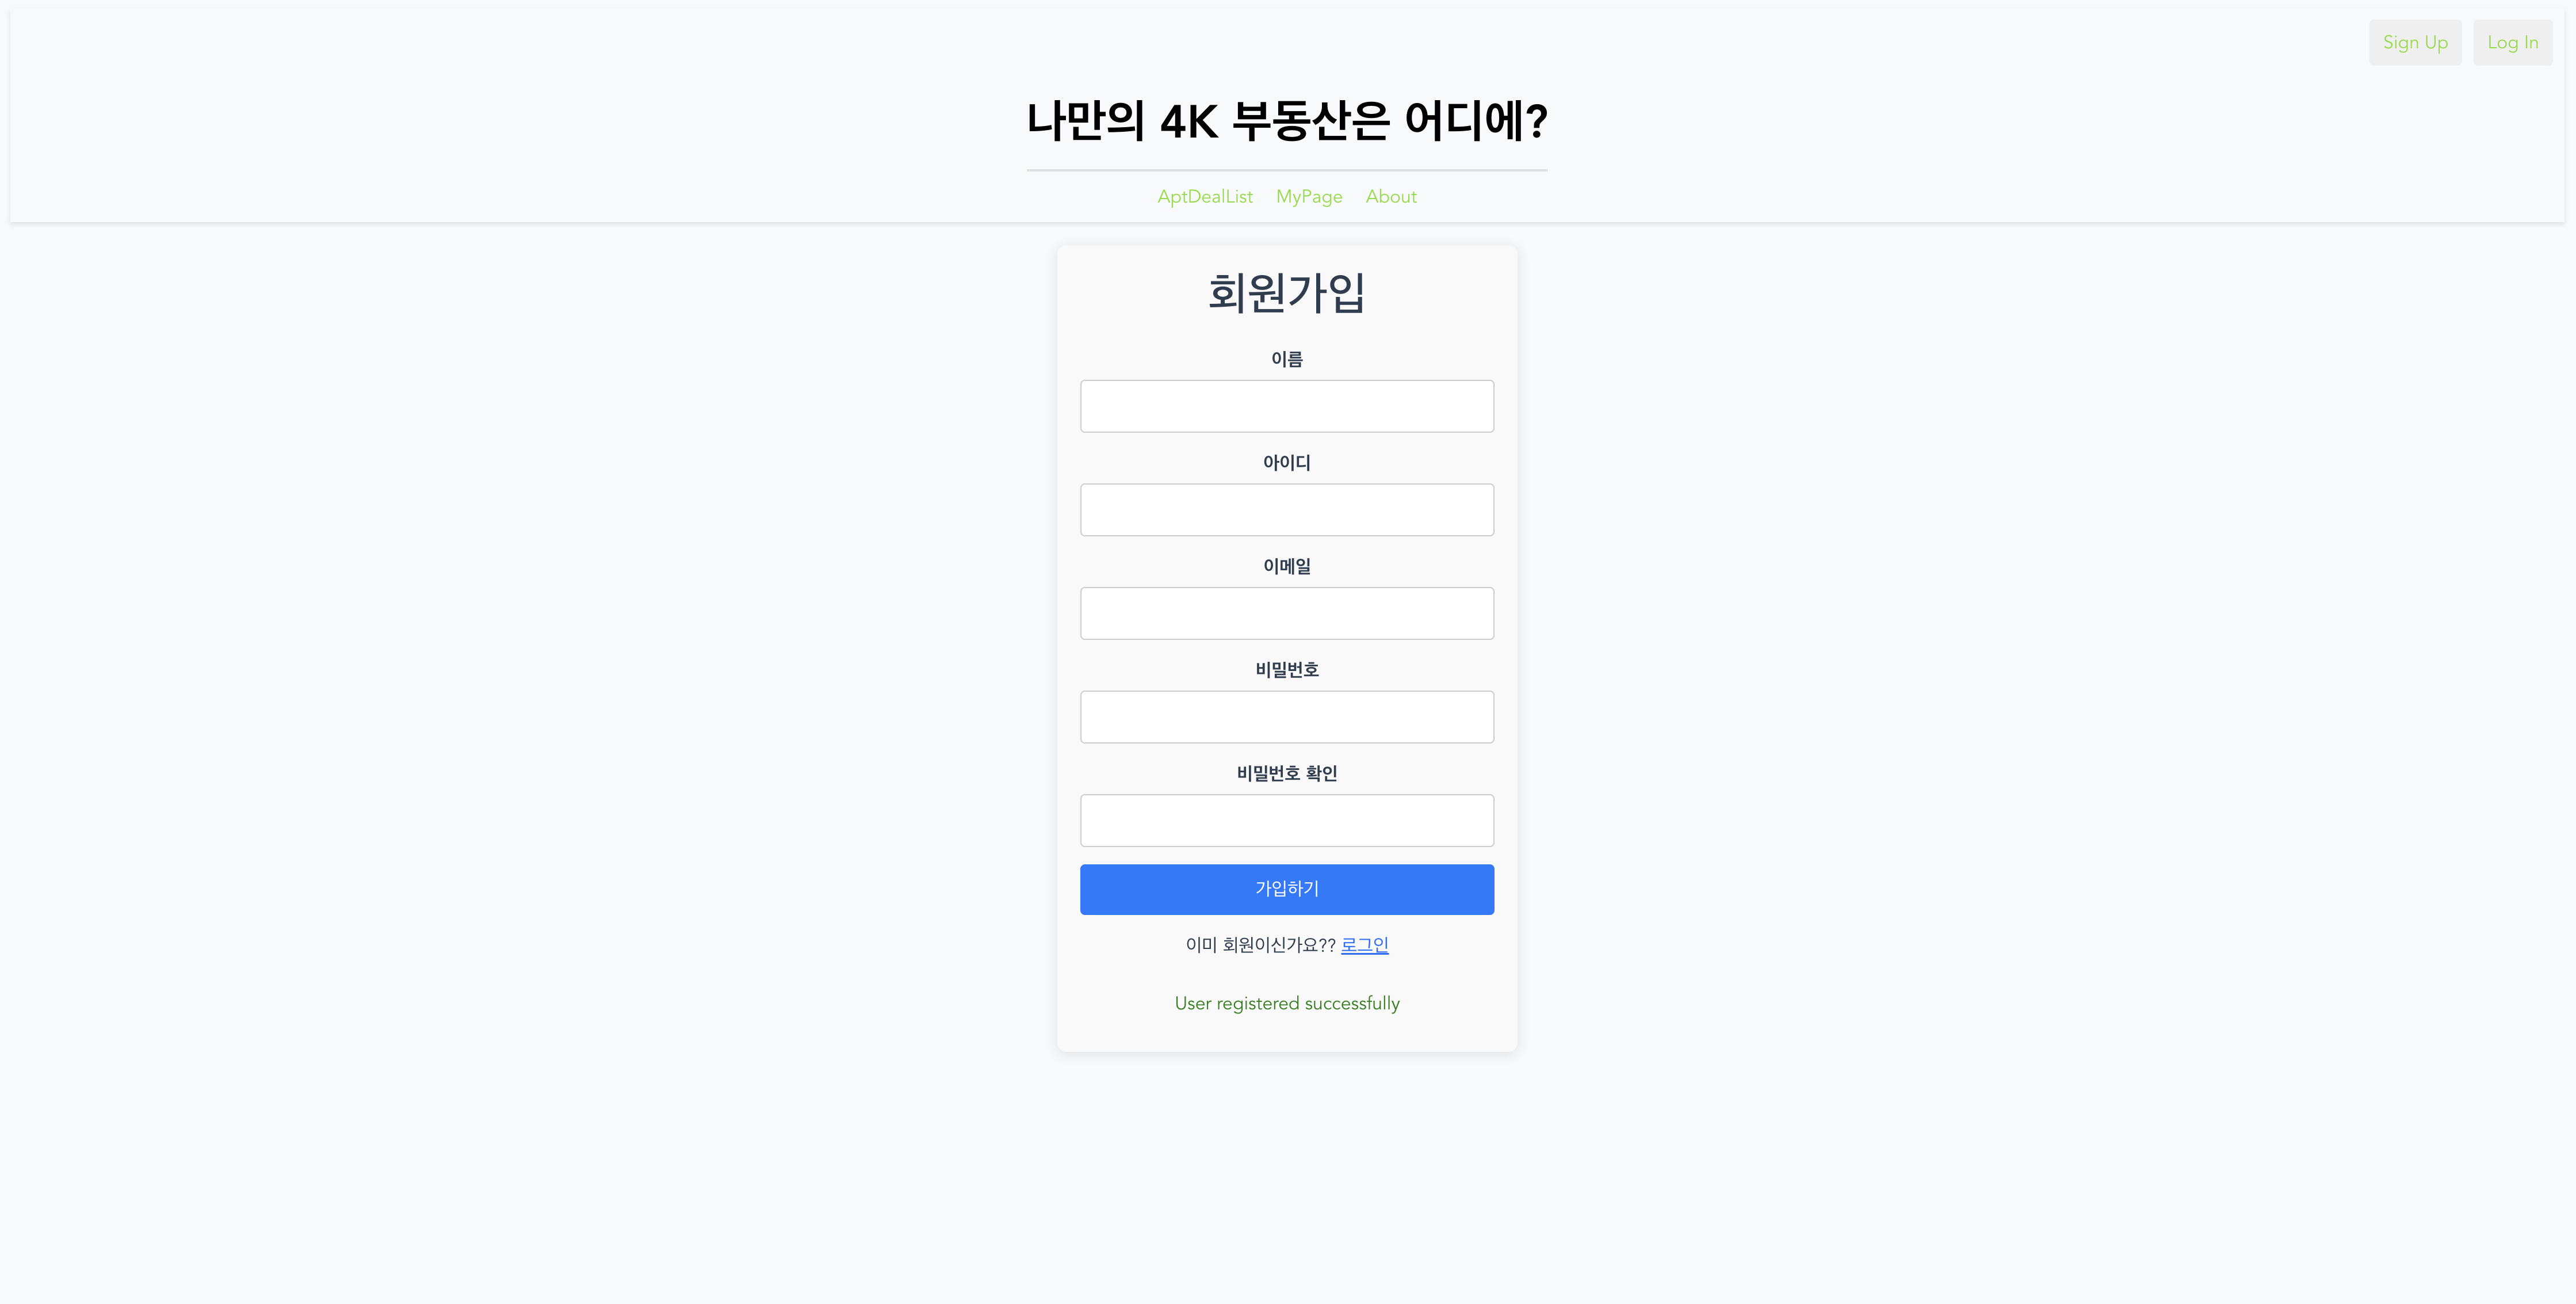 Sign Up Log In
나만의 4K 부동산은 어디에?
AptDealList MyPage About
회원가입
이름
아이디
이메일
비밀번호
비밀번호 확인
가입하기
이미 회원이신가요?? 로그인
User registered successfully